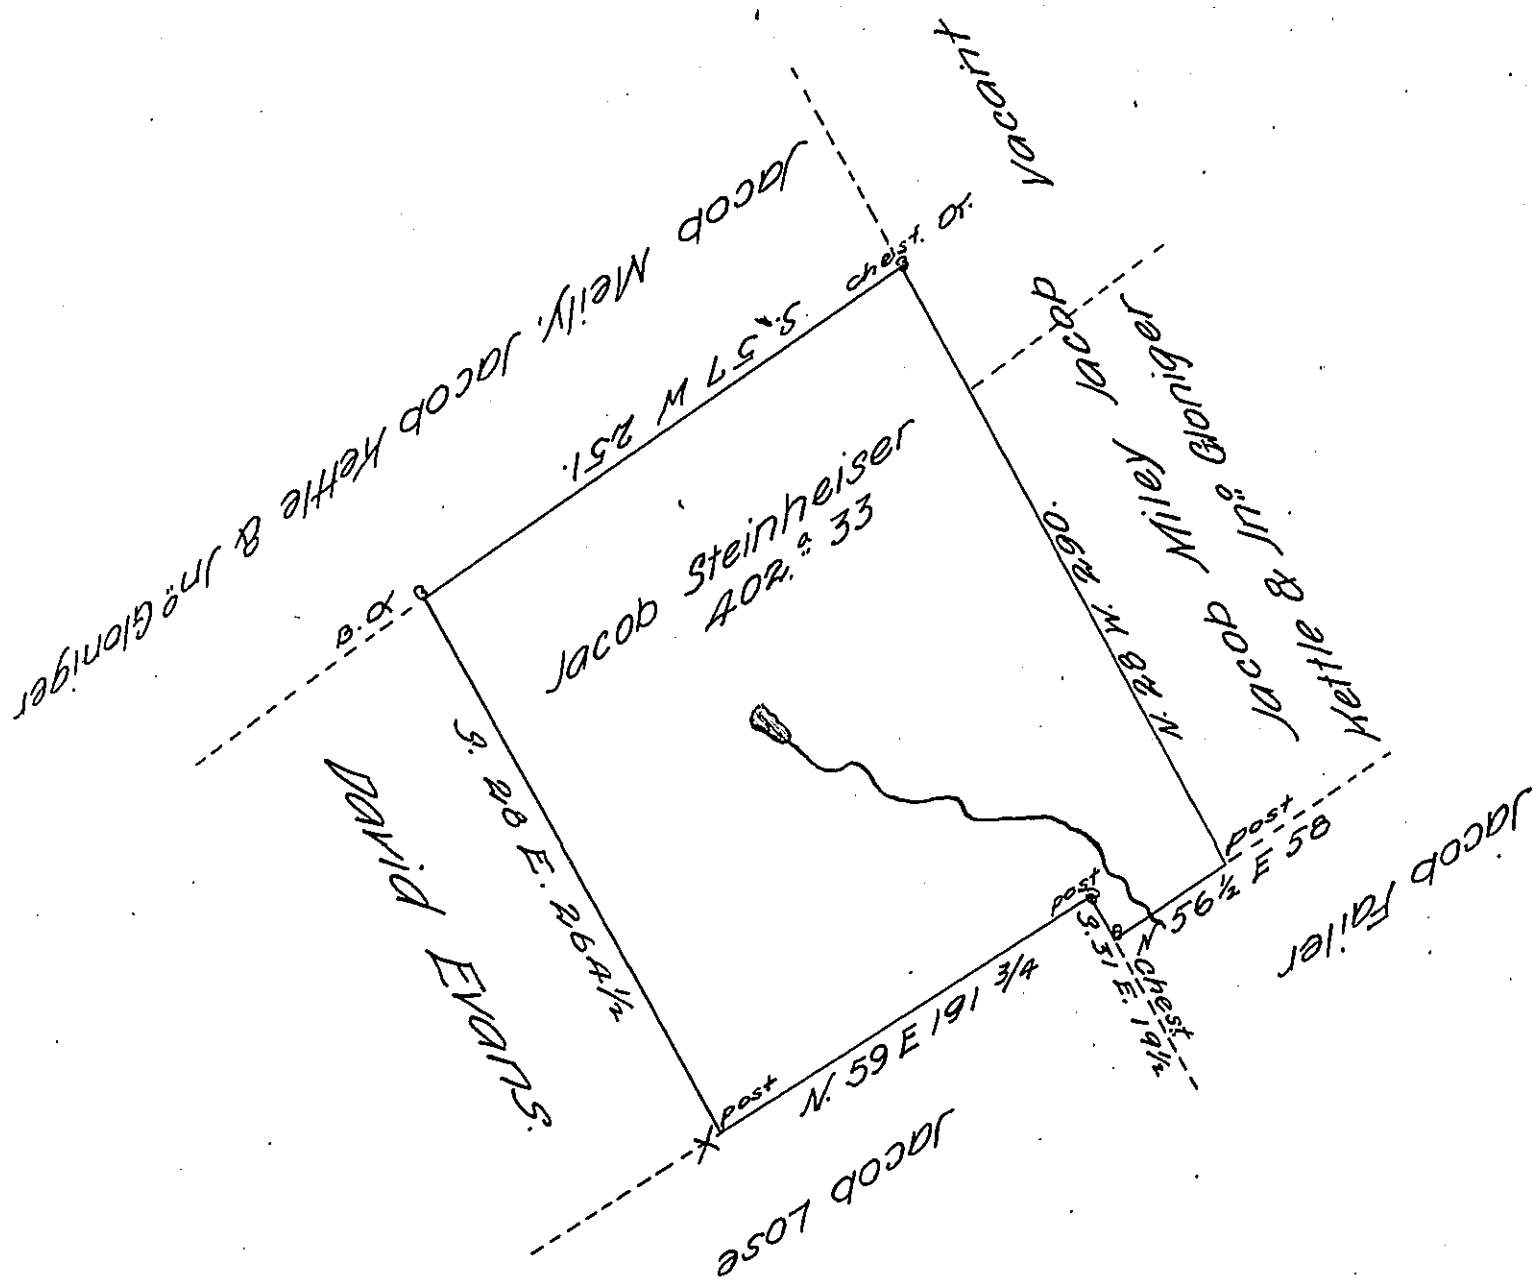 Vacant
Jacob Meily, Jacob Kettle & Jno Gloniger
chest. Or.
S. 57 W 251.
B.O
Jacob Steinheiser
402.a 33
N. 28 W. 290.
Jacob Miley Jacob
Kettle & Jno Gloniger
S. 28 E. 264 1/2
David Evans.
post
N 56 1/2 E 58
post
S. 31 E. 19 1/2
chest
post
N. 59 E 191 3/4
X
Jacob Failer
Jacob Lose